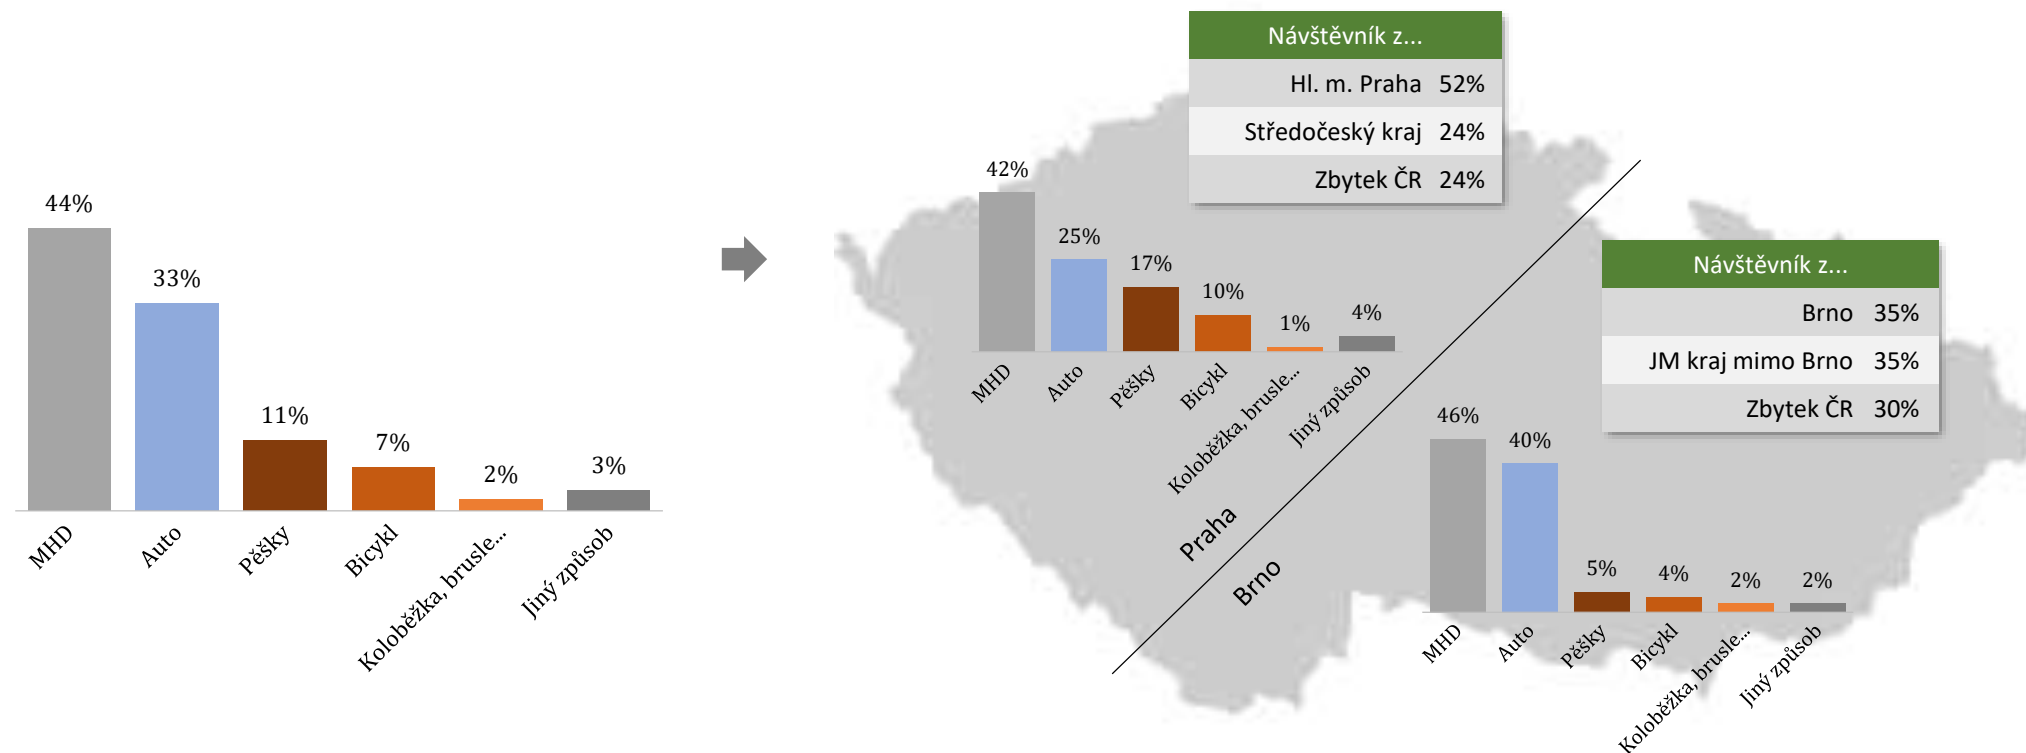 44%
33%
11%
7%
2%
3%
MHD
Auto
Pěšky
Bicykl
Koloběžka, brusle...
Jiný způsob
Návštěvník z...
Hl. m. Praha 52%
Středočeský kraj 24%
Zbytek ČR 24%
42%
25%
17%
10%
1%
4%
MHD
Auto
Pěšky
Bicykl
Koloběžka, brusle...
Jiný způsob
Praha
Brno
Návštěvník z...
Brno 35%
JM kraj mimo Brno 35%
Zbytek ČR 30%
46%
40%
5%
4%
2%
2%
MHD
Auto
Pěšky
Bicykl
Koloběžka, brusle...
Jiný způsob